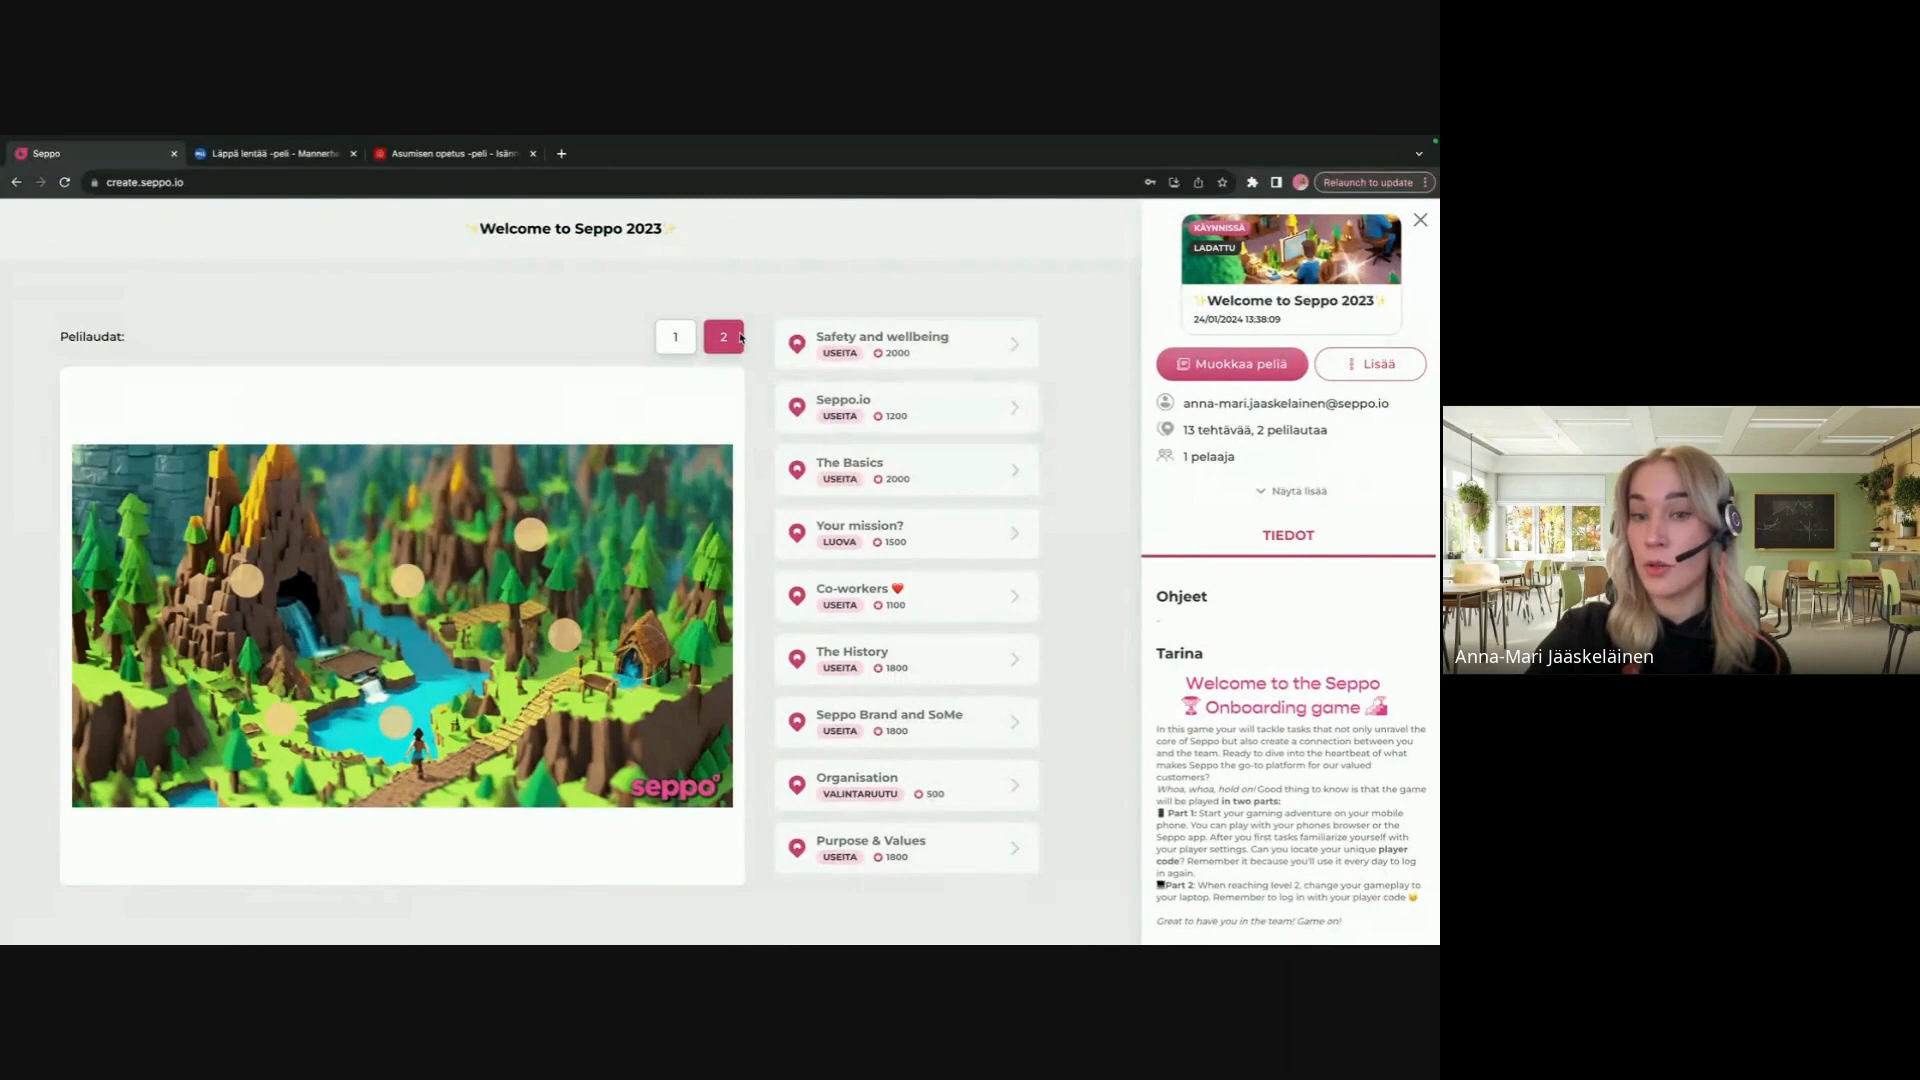 Seppo
Läppä lentää -peli - Mannerhe
Asumisen opetus -peli - Isänn
create.seppo.io
Relaunch to update
✨Welcome to Seppo 2023✨
Pelilaudat:
1
2
seppo
Safety and wellbeing
USEITA 2000
Seppo.io
USEITA 1200
The Basics
USEITA 2000
Your mission?
LUOVA 1500
Co-workers ❤️
USEITA 1100
The History
USEITA 1800
Seppo Brand and SoMe
USEITA 1800
Organisation
VALINTARUUTU 500
Purpose & Values
USEITA 1800
KÄYNNISSÄ
LADATTU
✨Welcome to Seppo 2023✨
24/01/2024 13:38:09
Muokkaa peliä
Lisää
anna-mari.jaaskelainen@seppo.io
13 tehtävää, 2 pelilautaa
1 pelaaja
Näytä lisää
TIEDOT
Ohjeet
-
Tarina
Welcome to the Seppo
🏆 Onboarding game
In this game your will tackle tasks that not only unravel the
core of Seppo but also create a connection between you
and the team. Ready to dive into the heartbeat of what
makes Seppo the go-to platform for our valued
customers?
Whoa, whoa, hold on! Good thing to know is that the game
will be played in two parts:
📱 Part 1: Start your gaming adventure on your mobile
phone. You can play with your phones browser or the
Seppo app. After you first tasks familiarize yourself with
your player settings. Can you locate your unique player
code? Remember it because you'll use it every day to log
in again.
💻Part 2: When reaching level 2, change your gameplay to
your laptop. Remember to log in with your player code
Great to have you in the team! Game on!
Anna-Mari Jääskeläinen